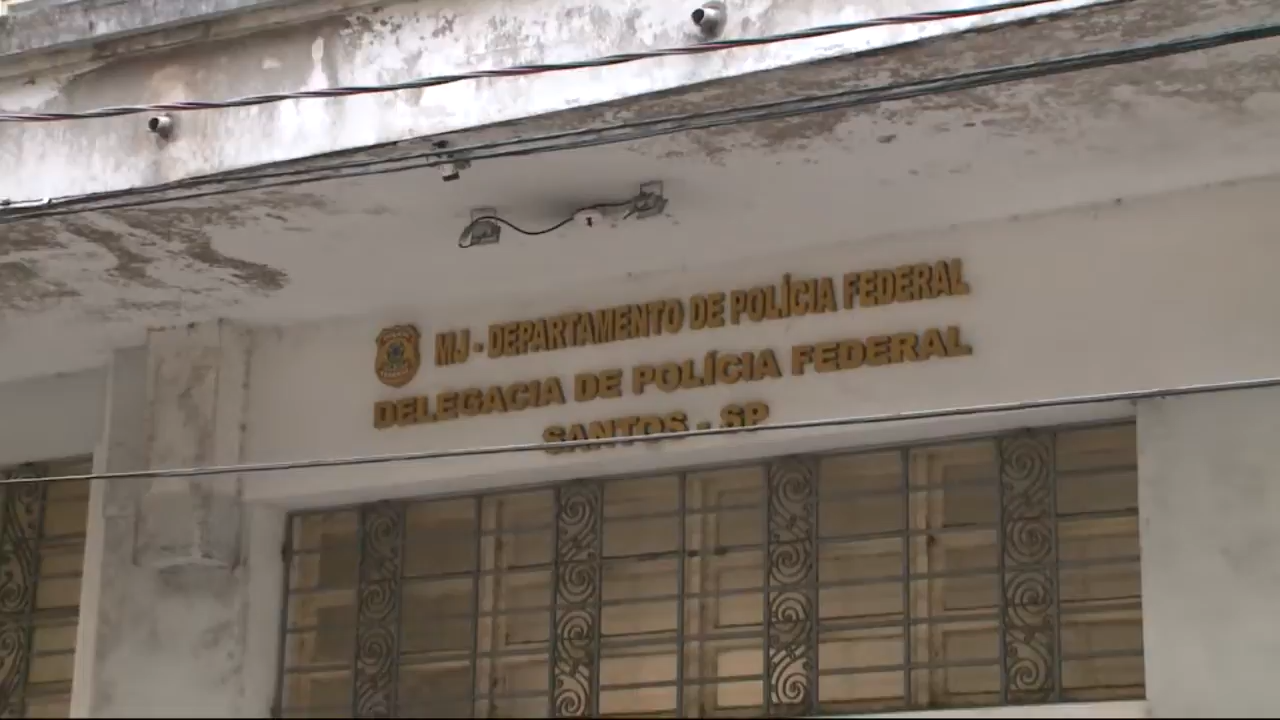 MJ - DEPARTAMENTO DE POLÍCIA FEDERAL
DELEGACIA DE POLÍCIA FEDERAL
SANTOS - SP